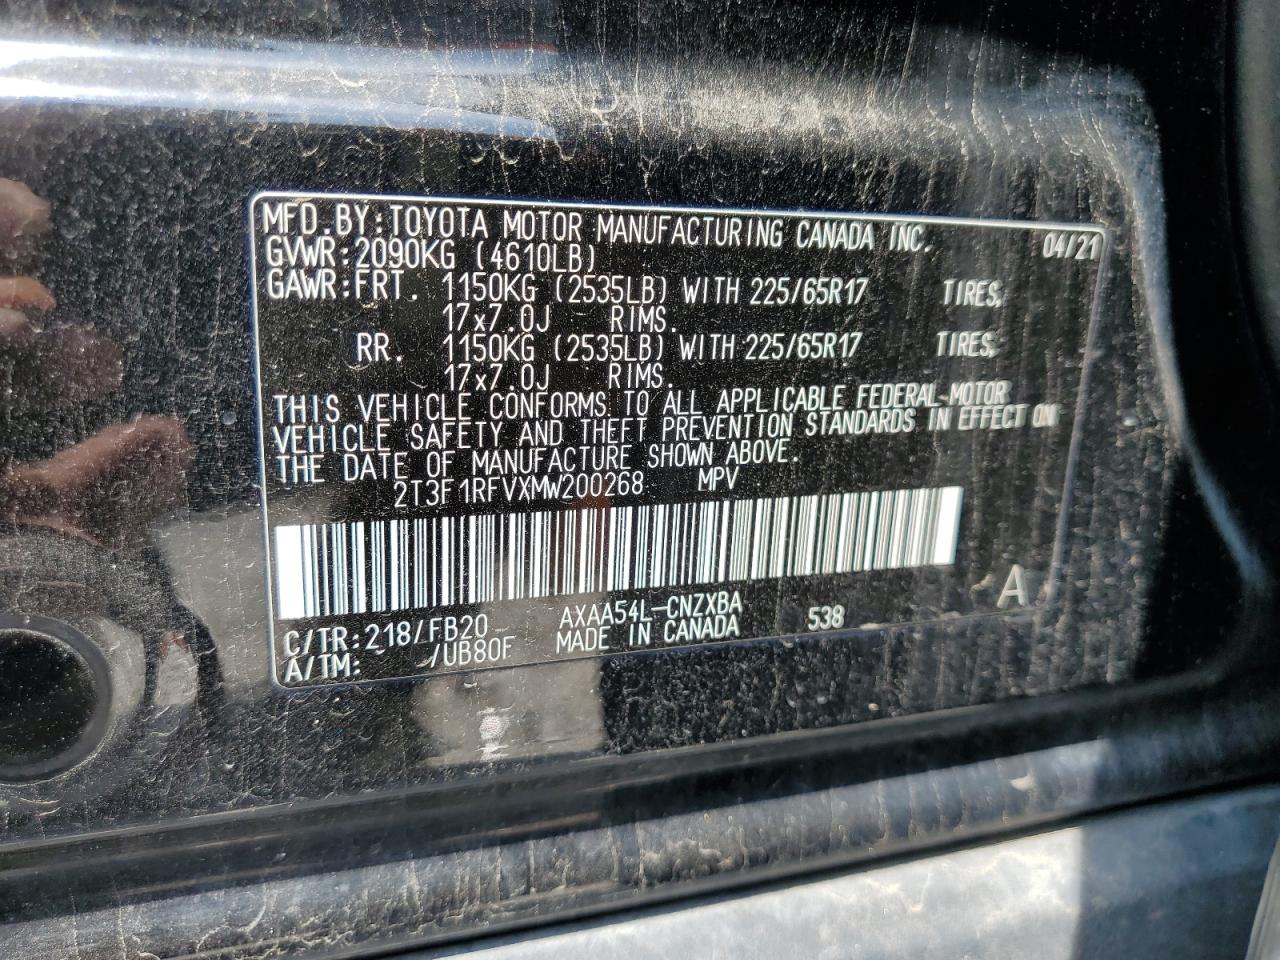 MFD.BY:TOYOTA MOTOR MANUFACTURING CANADA INC. 04/21
GVWR:2090KG (4610LB)
GAWR:FRT. 1150KG (2535LB) WITH 225/65R17 TIRES,
17x7.0J RIMS.
RR. 1150KG (2535LB) WITH 225/65R17 TIRES,
17x7.0J RIMS.
THIS VEHICLE CONFORMS TO ALL APPLICABLE FEDERAL MOTOR
VEHICLE SAFETY AND THEFT PREVENTION STANDARDS IN EFFECT ON
THE DATE OF MANUFACTURE SHOWN ABOVE.
2T3F1RFVXMW200268 MPV
C/TR:218/FB20 AXAA54L-CNZXBA 538 A
A/TM: /UB80F MADE IN CANADA